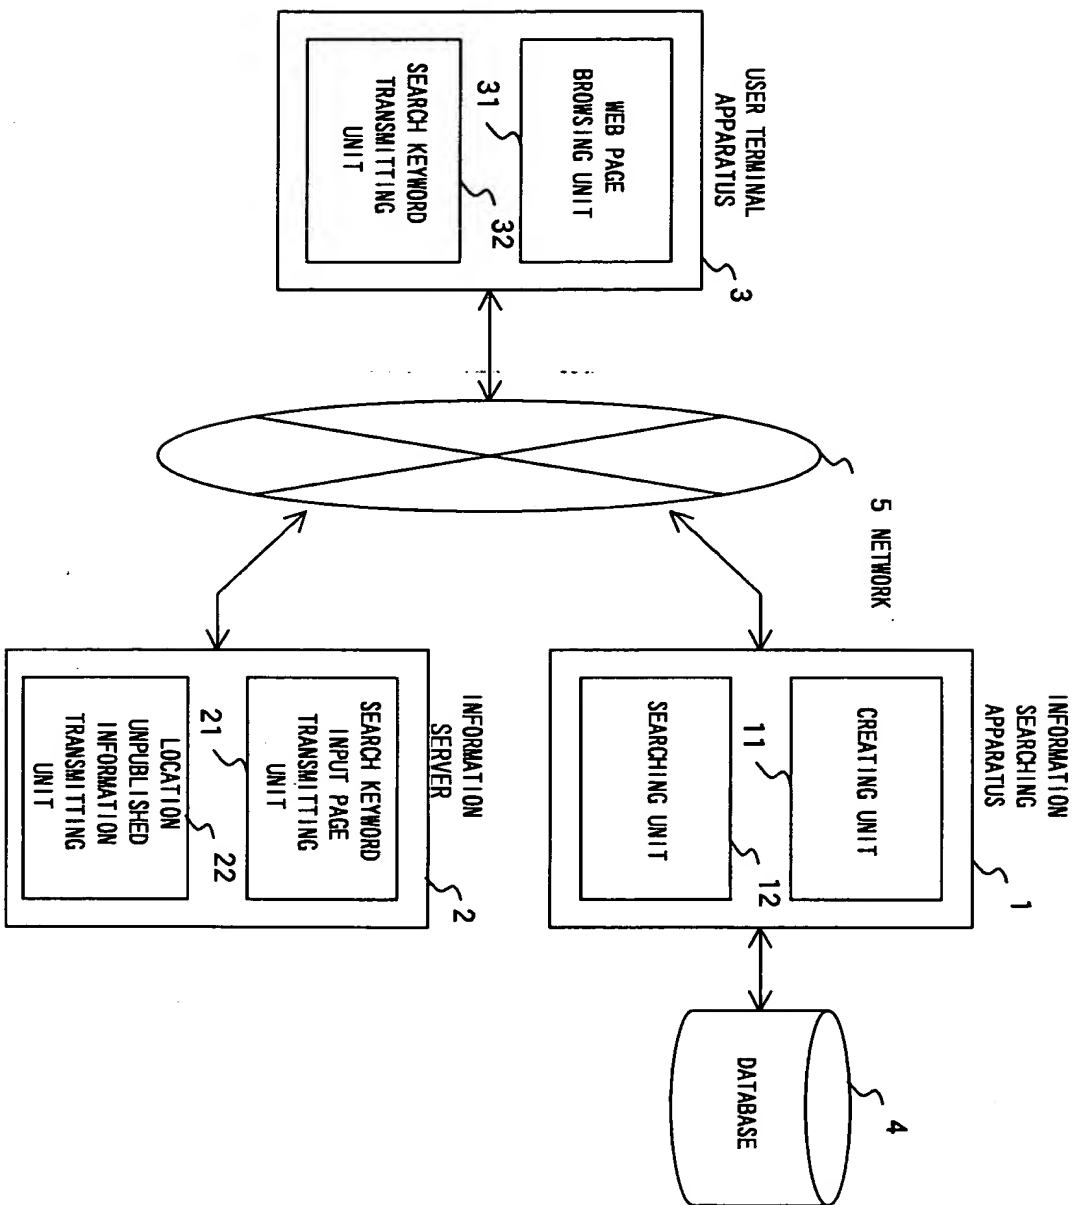 USER TERMINAL
APPARATUS
3
WEB PAGE
BROWSING UNIT
31
SEARCH KEYWORD
TRANSMITTING
UNIT
32
5 NETWORK
INFORMATION
SEARCHING
APPARATUS
1
CREATING UNIT
11
SEARCHING UNIT
12
DATABASE
4
INFORMATION
SERVER
2
SEARCH KEYWORD
INPUT PAGE
TRANSMITTING
UNIT
21
LOCATION
UNPUBLISHED
INFORMATION
TRANSMITTING
UNIT
22